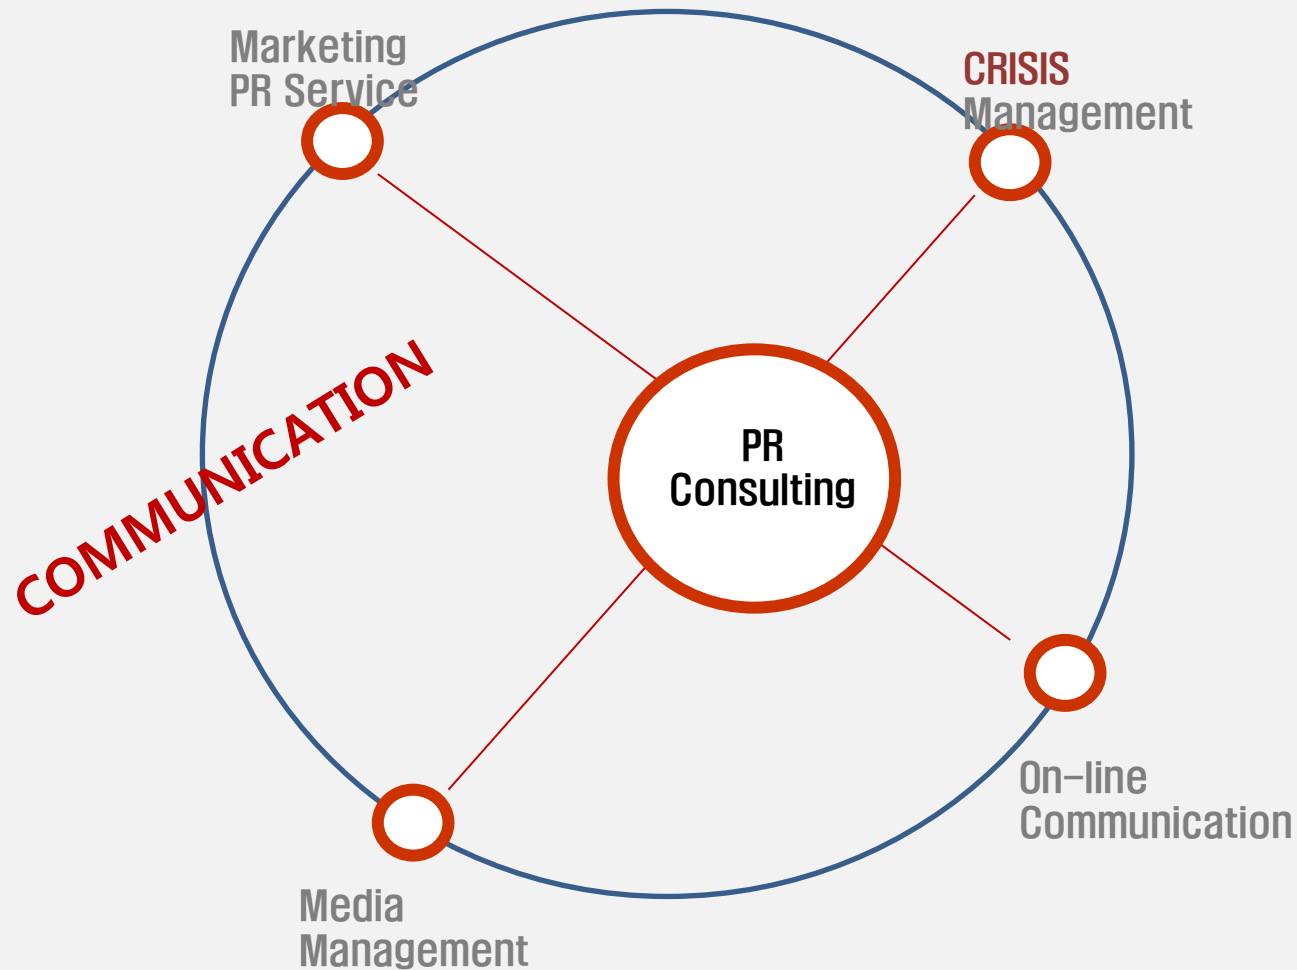 Marketing
PR Service
CRISIS
Management
COMMUNICATION
PR
Consulting
On-line
Communication
Media
Management